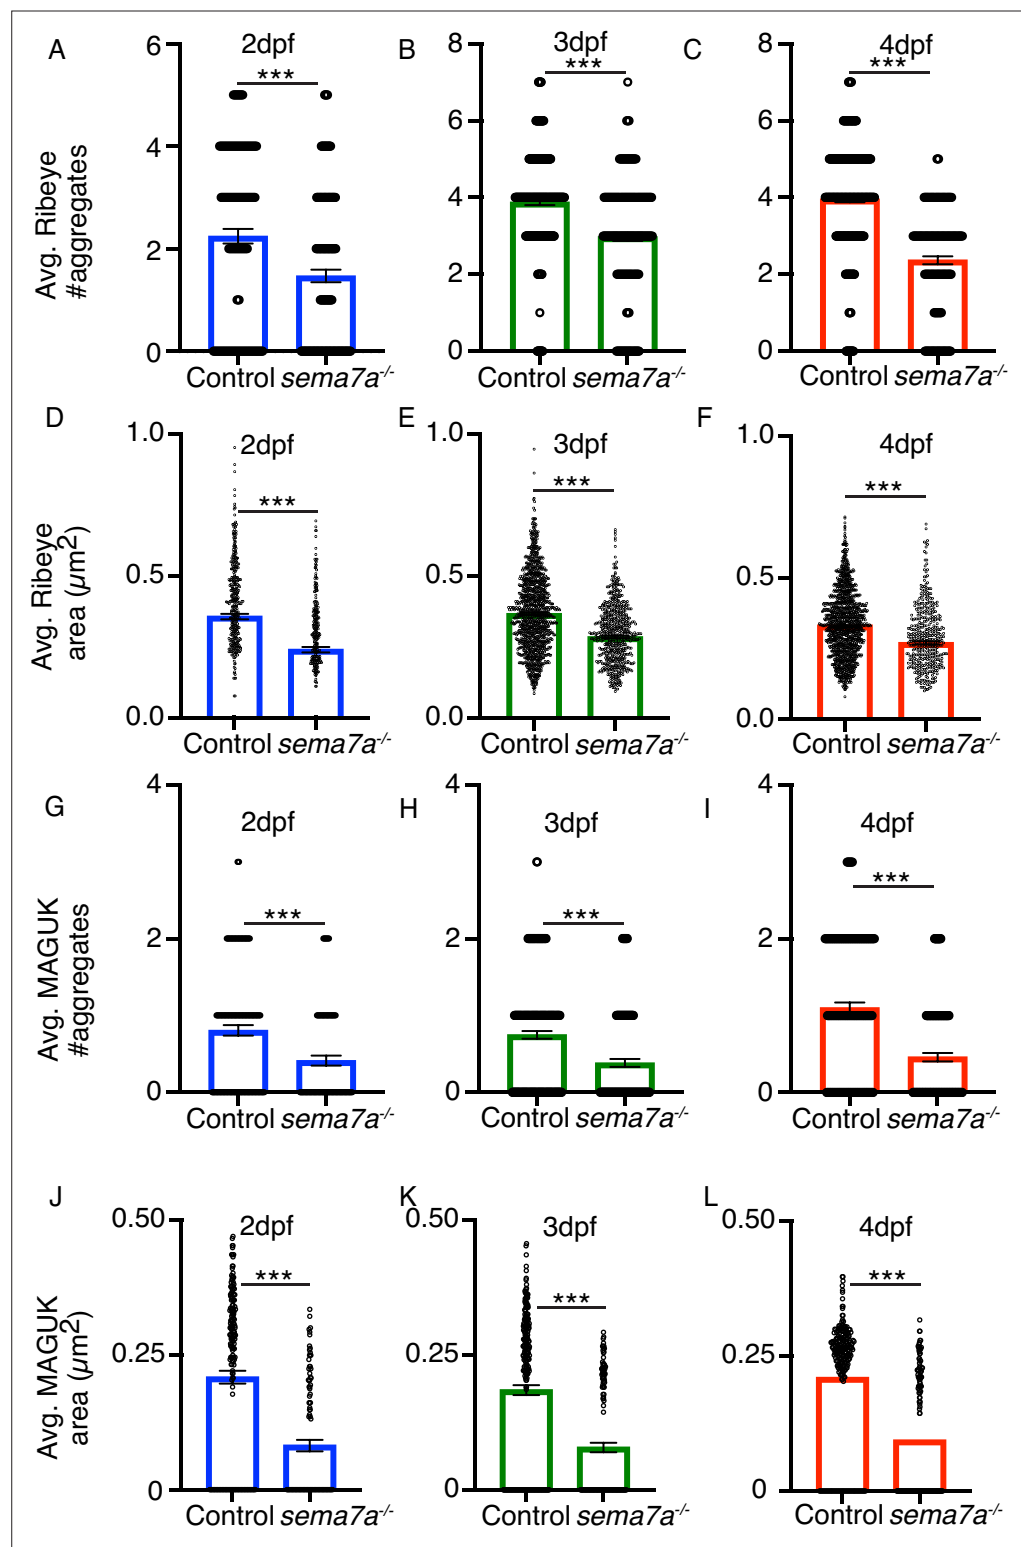 A
2dpf
B
3dpf
C
4dpf
Avg. Ribeye
#aggregates
6
4
2
0
***
Control sema7a-/-
8
6
4
2
0
***
Control sema7a-/-
8
6
4
2
0
***
Control sema7a-/-
D
2dpf
E
3dpf
F
4dpf
Avg. Ribeye
area (µm2)
1.0
0.5
0.0
***
Control sema7a-/-
1.0
0.5
0.0
***
Control sema7a-/-
1.0
0.5
0.0
***
Control sema7a-/-
G
2dpf
H
3dpf
I
4dpf
Avg. MAGUK
#aggregates
4
2
0
***
Control sema7a-/-
4
2
0
***
Control sema7a-/-
4
2
0
***
Control sema7a-/-
J
2dpf
K
3dpf
L
4dpf
Avg. MAGUK
area (µm2)
0.50
0.25
0
***
Control sema7a-/-
0.50
0.25
0
***
Control sema7a-/-
0.50
0.25
0
***
Control sema7a-/-